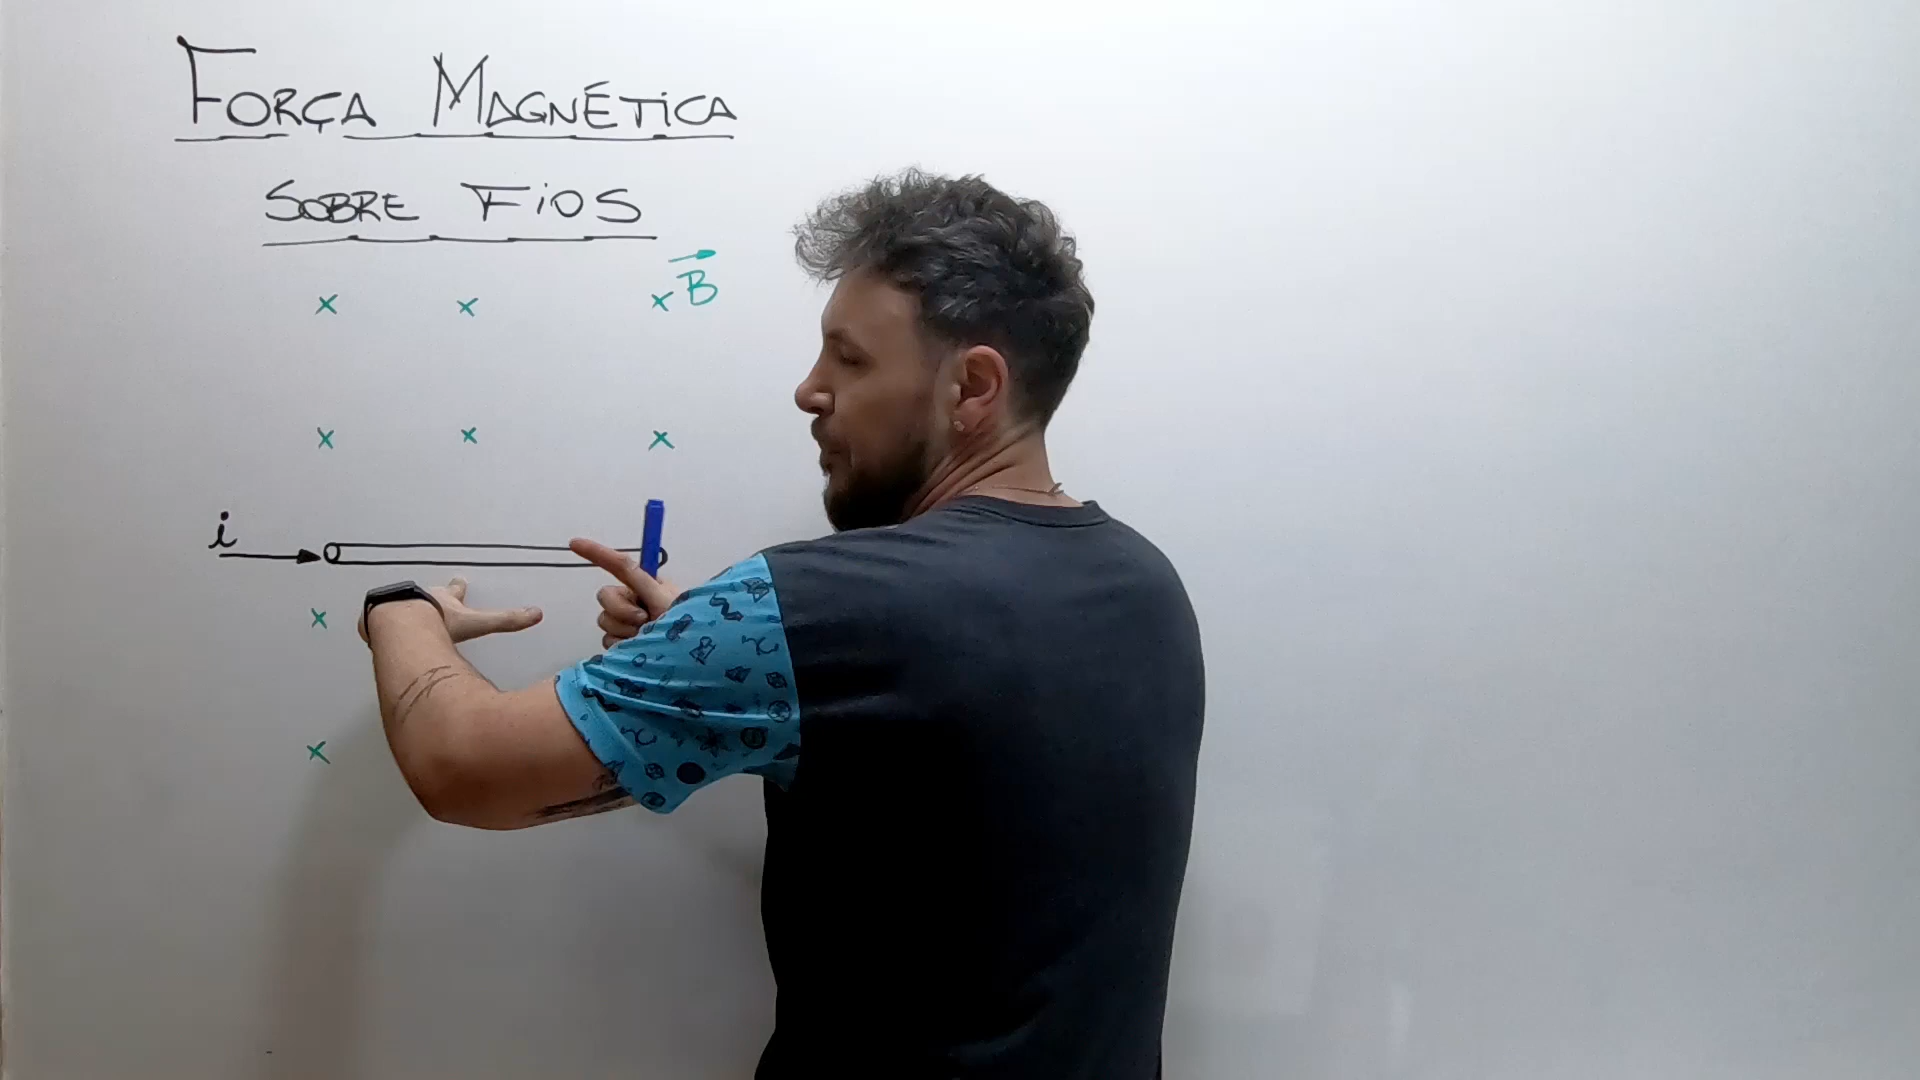 FORÇA MAGNÉTICA
SOBRE FIOS
x x x B
x x x
i
x
x